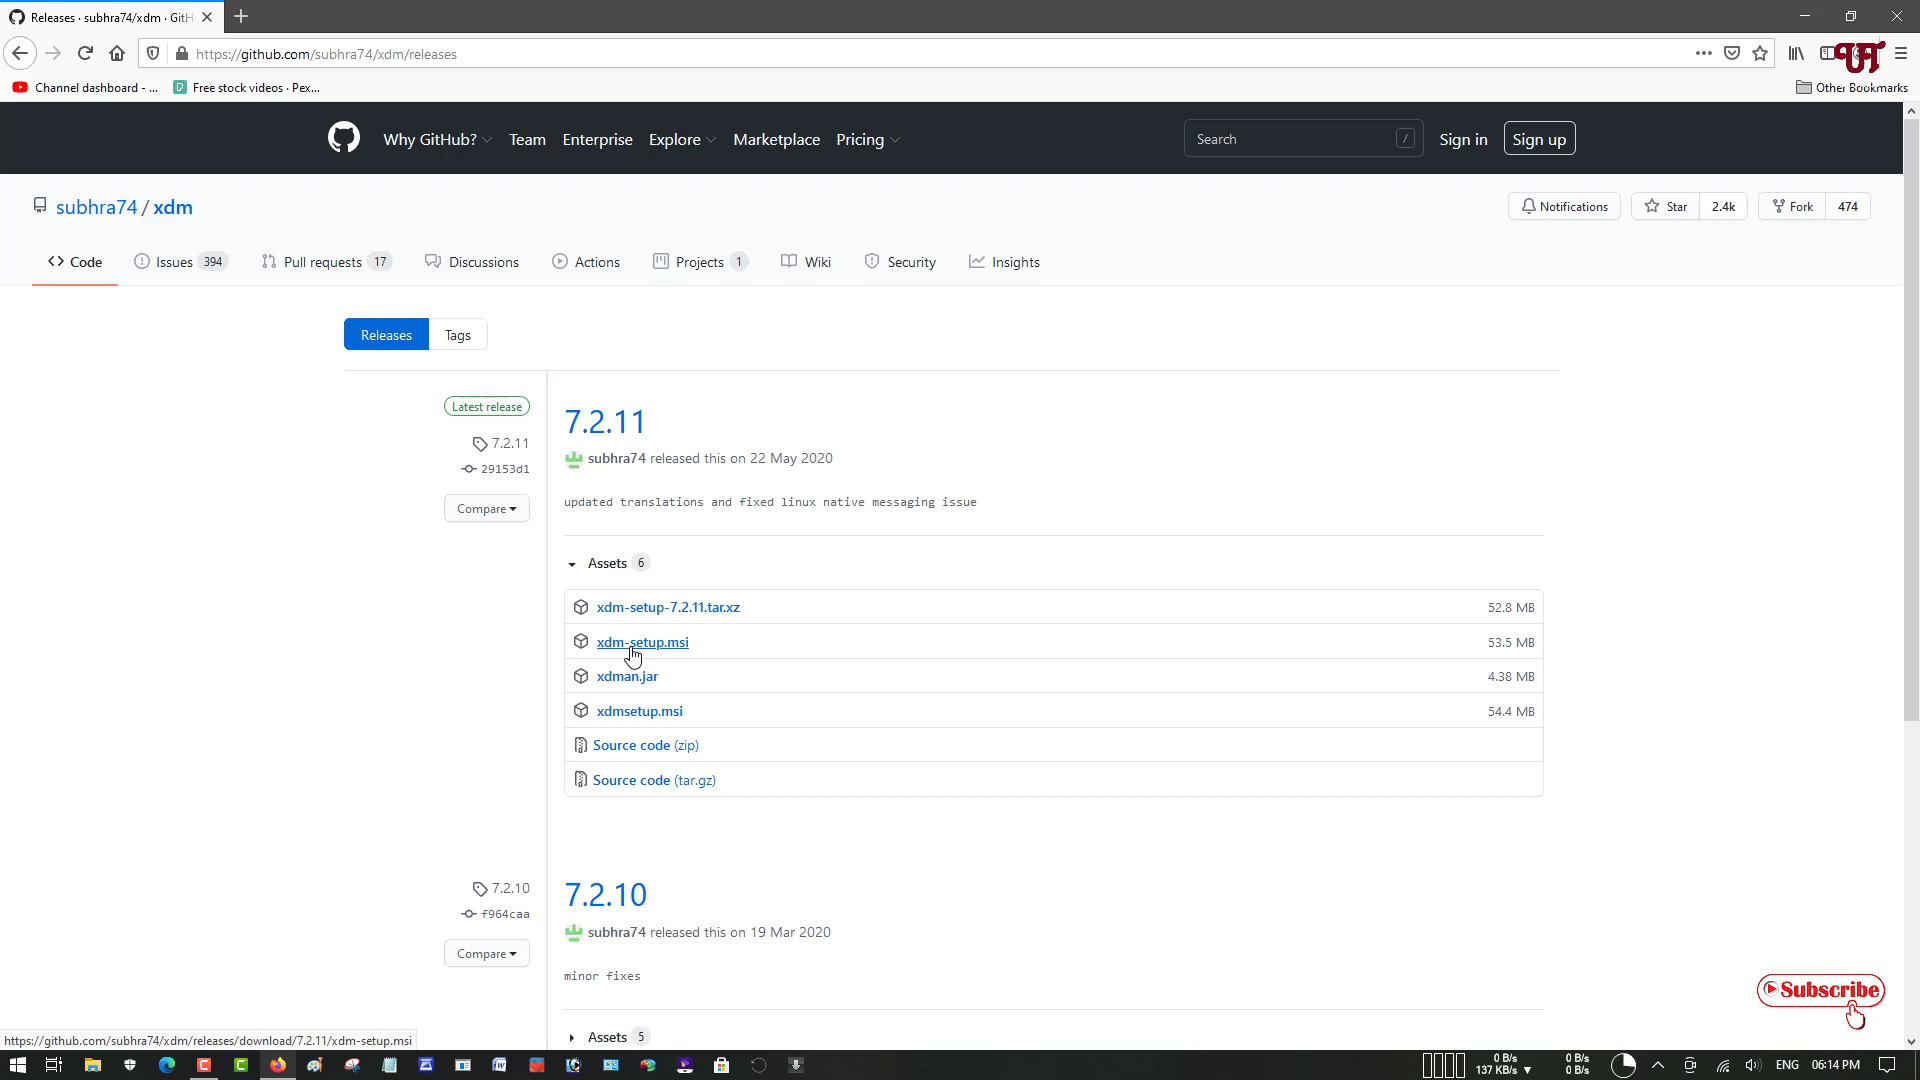 Releases · subhra74/xdm · GitH
https://github.com/subhra74/xdm/releases
UT
Channel dashboard - ...
Free stock videos · Pex...
Other Bookmarks
Why GitHub?
Team
Enterprise
Explore
Marketplace
Pricing
Search
/
Sign in
Sign up
subhra74 / xdm
Notifications
Star
2.4k
Fork
474
Code
Issues 394
Pull requests 17
Discussions
Actions
Projects 1
Wiki
Security
Insights
Releases
Tags
Latest release
7.2.11
29153d1
Compare
7.2.11
subhra74 released this on 22 May 2020
updated translations and fixed linux native messaging issue
Assets 6
xdm-setup-7.2.11.tar.xz 52.8 MB
xdm-setup.msi 53.5 MB
xdman.jar 4.38 MB
xdmsetup.msi 54.4 MB
Source code (zip)
Source code (tar.gz)
7.2.10
f964caa
Compare
7.2.10
subhra74 released this on 19 Mar 2020
minor fixes
Assets 5
Subscribe
https://github.com/subhra74/xdm/releases/download/7.2.11/xdm-setup.msi
0 B/s
137 KB/s
0 B/s
0 B/s
ENG
06:14 PM